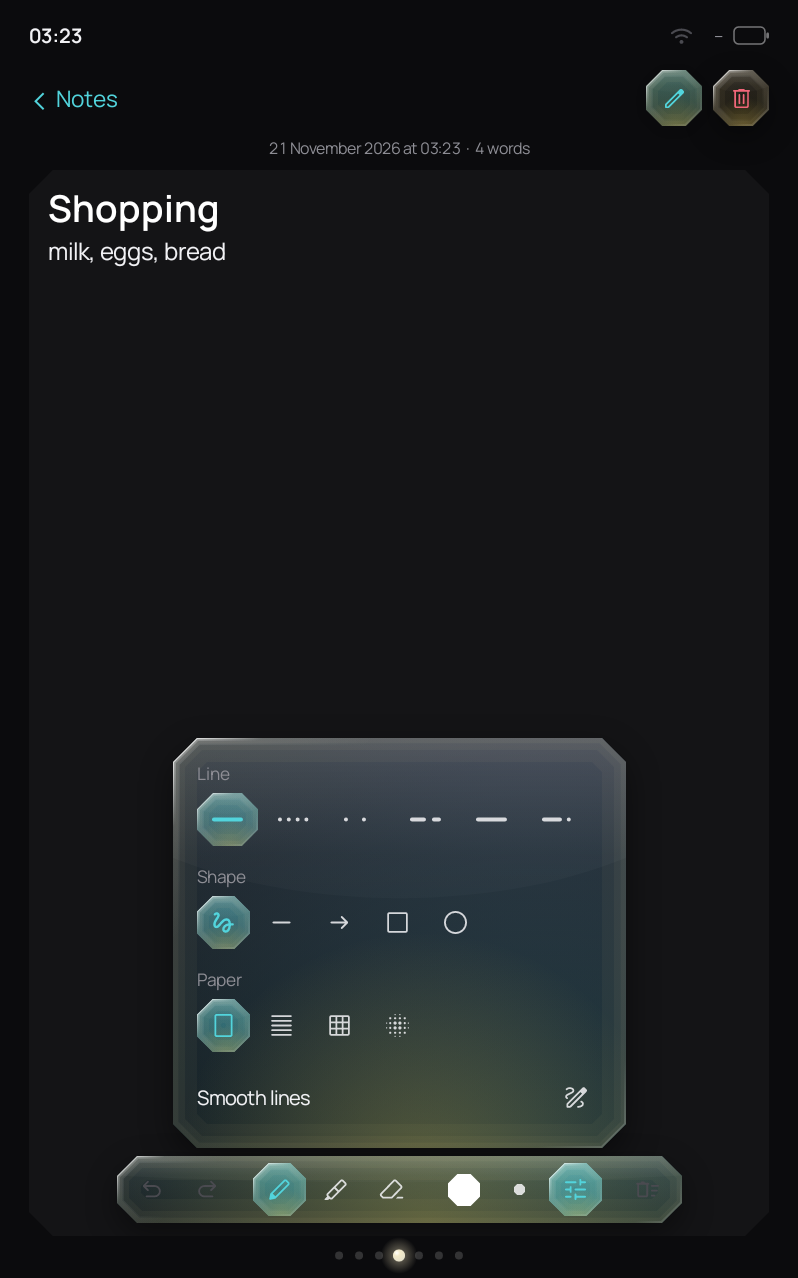 03:23
Notes
21 November 2026 at 03:23 · 4 words
Shopping
milk, eggs, bread
Line
Shape
Paper
Smooth lines